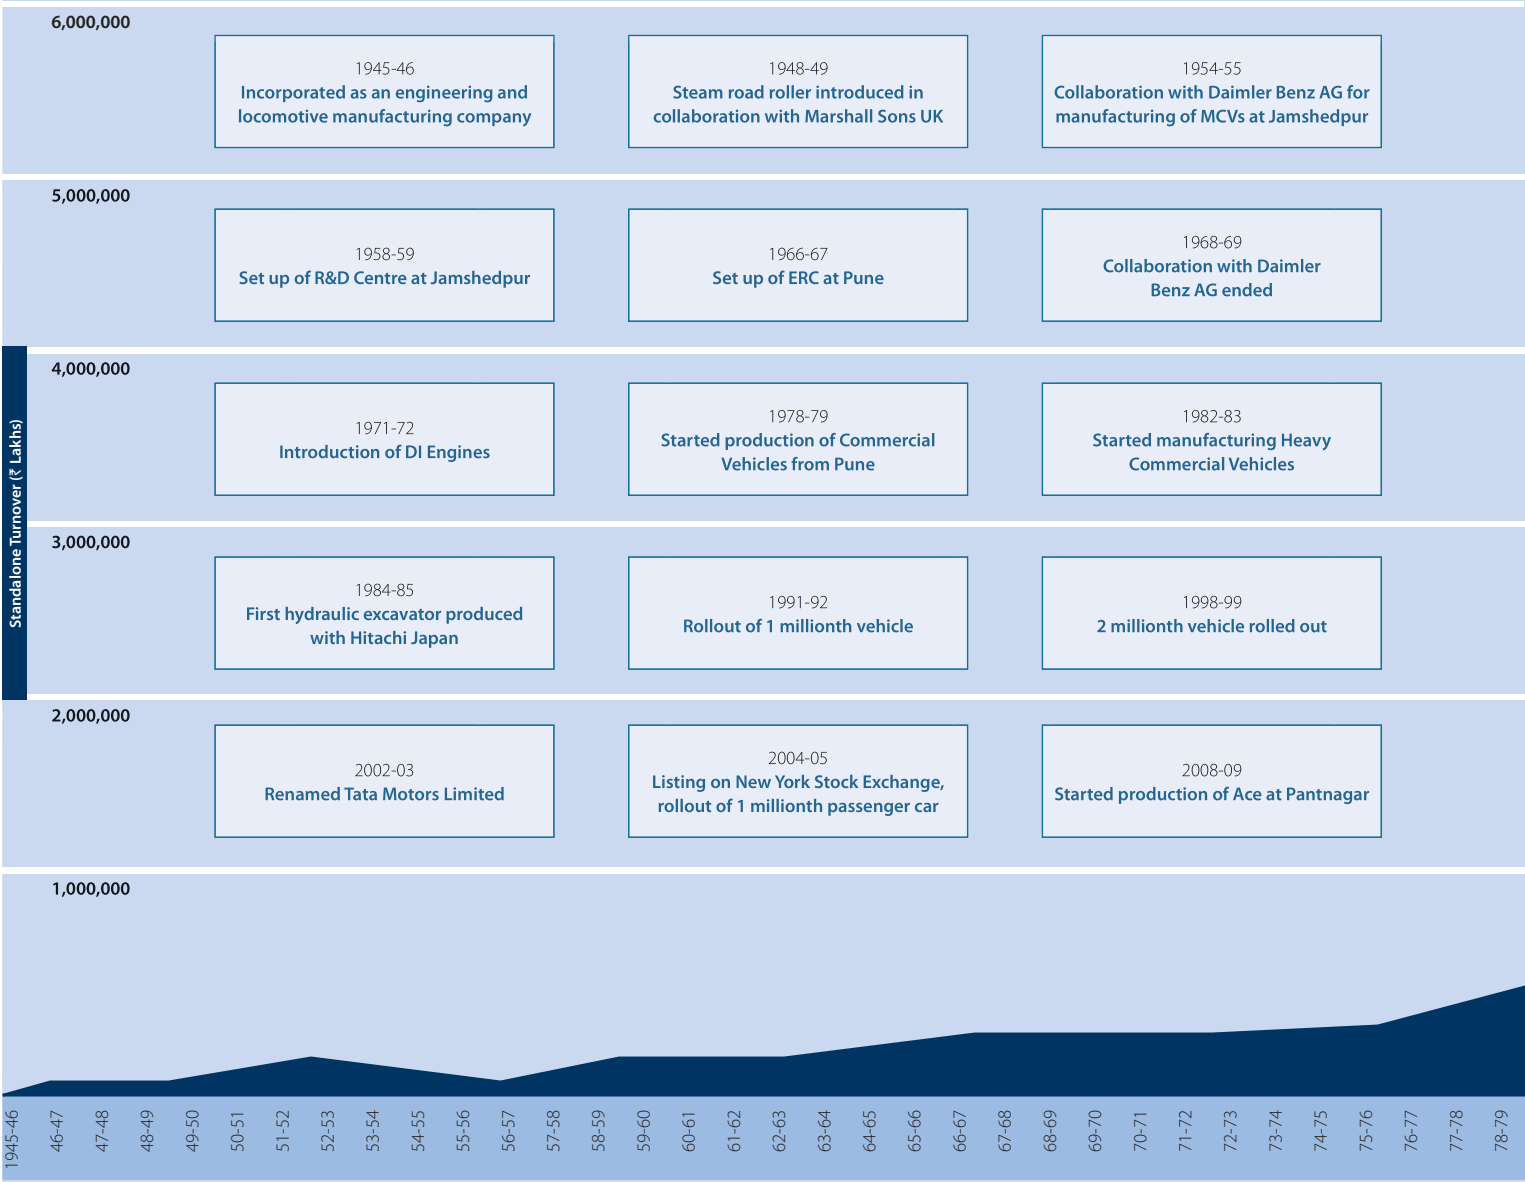 6,000,000
1945-46
Incorporated as an engineering and
locomotive manufacturing company
1948-49
Steam road roller introduced in
collaboration with Marshall Sons UK
1954-55
Collaboration with Daimler Benz AG for
manufacturing of MCVs at Jamshedpur
5,000,000
1958-59
Set up of R&D Centre at Jamshedpur
1966-67
Set up of ERC at Pune
1968-69
Collaboration with Daimler
Benz AG ended
Standalone Turnover (₹ Lakhs)
4,000,000
1971-72
Introduction of DI Engines
1978-79
Started production of Commercial
Vehicles from Pune
1982-83
Started manufacturing Heavy
Commercial Vehicles
3,000,000
1984-85
First hydraulic excavator produced
with Hitachi Japan
1991-92
Rollout of 1 millionth vehicle
1998-99
2 millionth vehicle rolled out
2,000,000
2002-03
Renamed Tata Motors Limited
2004-05
Listing on New York Stock Exchange,
rollout of 1 millionth passenger car
2008-09
Started production of Ace at Pantnagar
1,000,000
1945-46
46-47
47-48
48-49
49-50
50-51
51-52
52-53
53-54
54-55
55-56
56-57
57-58
58-59
59-60
60-61
61-62
62-63
63-64
64-65
65-66
66-67
67-68
68-69
69-70
70-71
71-72
72-73
73-74
74-75
75-76
76-77
77-78
78-79